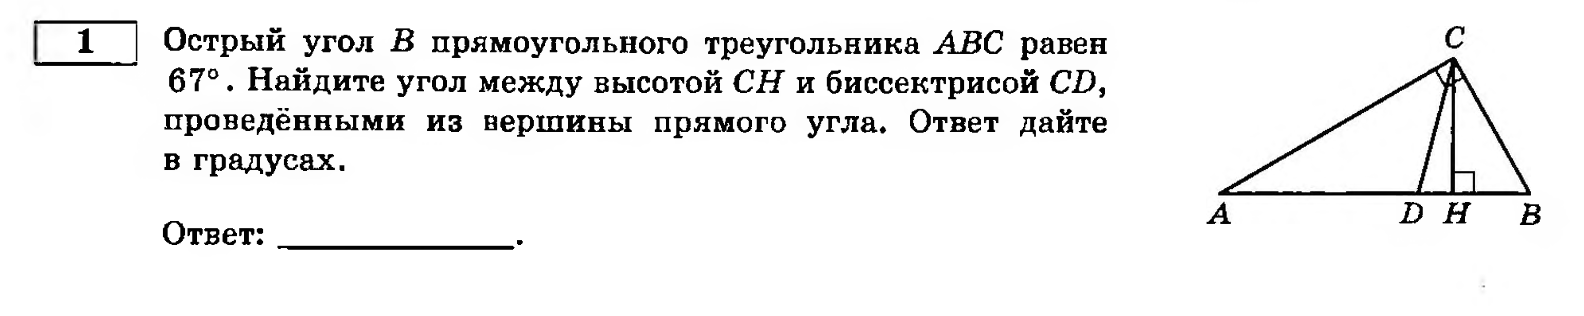 1
Острый угол B прямоугольного треугольника ABC равен
67°. Найдите угол между высотой CH и биссектрисой CD,
проведёнными из вершины прямого угла. Ответ дайте
в градусах.
Ответ: ______________.
C
A
D
H
B